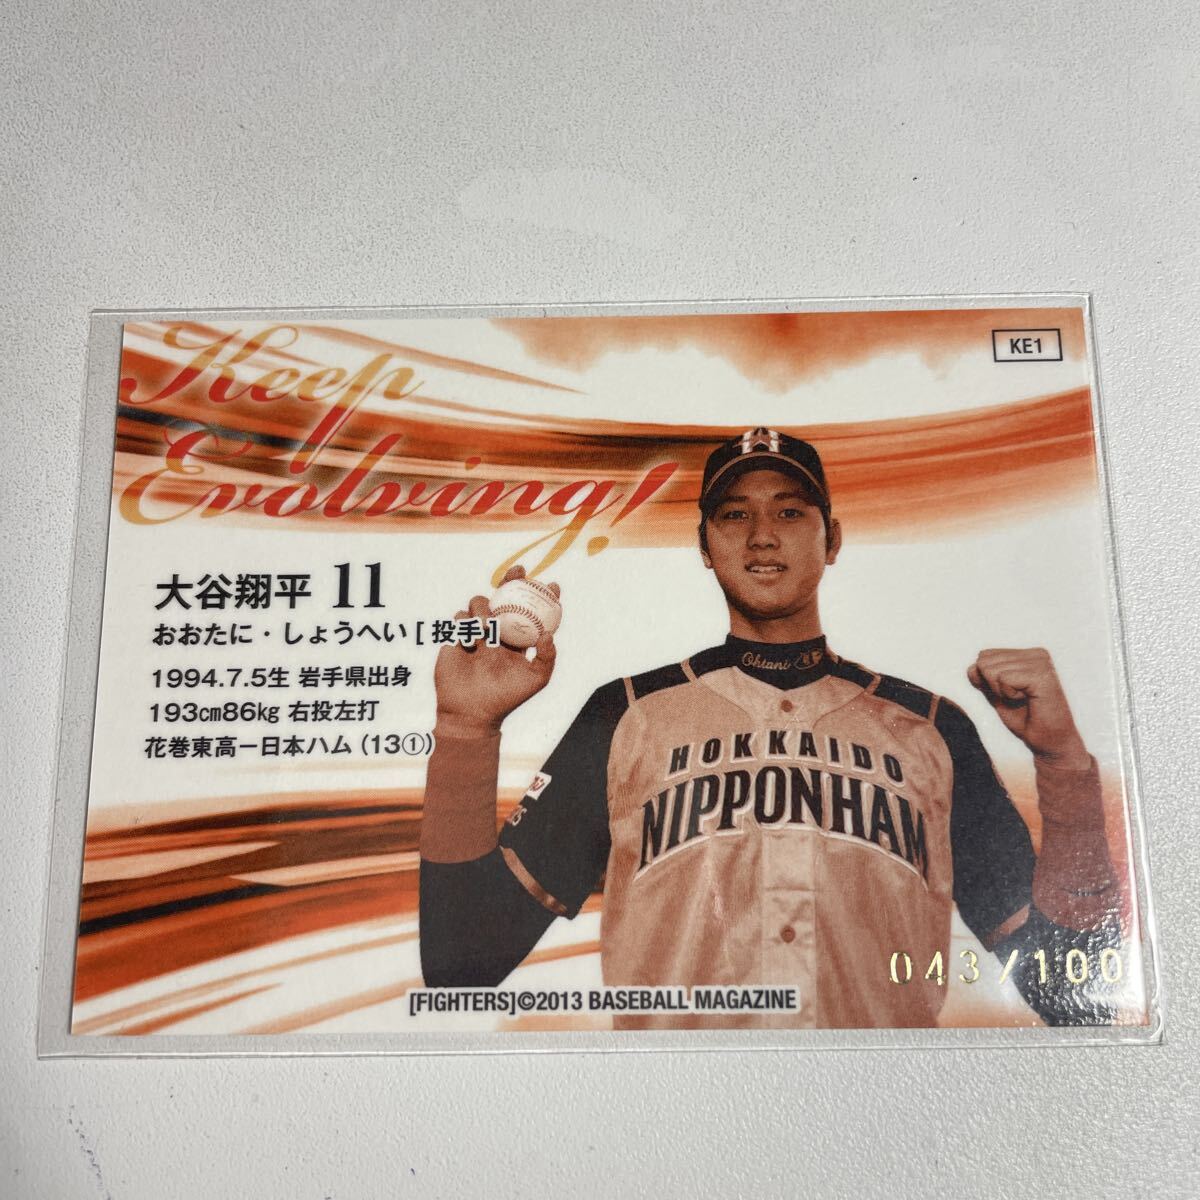 Keep
Evolving!
KE1
大谷翔平 11
おおたに・しょうへい[投手]
1994.7.5生 岩手県出身
193cm86kg 右投左打
花巻東高ー日本ハム(13①)
Ohtani
HOKKAIDO
NIPPONHAM
043/100
[FIGHTERS]©2013 BASEBALL MAGAZINE